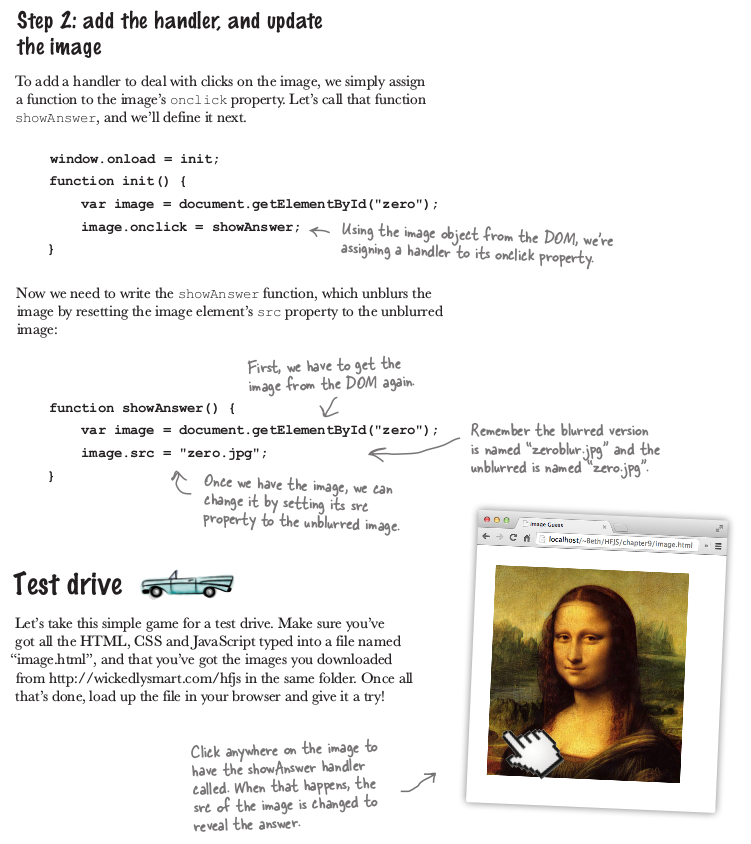 Step 2: add the handler, and update
the image
To add a handler to deal with clicks on the image, we simply assign
a function to the image's onclick property. Let's call that function
showAnswer, and we'll define it next.
window.onload = init;
function init() {
var image = document.getElementById("zero");
image.onclick = showAnswer;
}
Using the image object from the DOM, we're
assigning a handler to its onclick property.
Now we need to write the showAnswer function, which unblurs the
image by resetting the image element's src property to the unblurred
image:
First, we have to get the
image from the DOM again.
function showAnswer() {
var image = document.getElementById("zero");
image.src = "zero.jpg";
}
Remember the blurred version
is named "zeroblur.jpg" and the
unblurred is named "zero.jpg".
Once we have the image, we can
change it by setting its src
property to the unblurred image.
Test drive
Let's take this simple game for a test drive. Make sure you've
got all the HTML, CSS and JavaScript typed into a file named
"image.html", and that you've got the images you downloaded
from http://wickedlysmart.com/hfjs in the same folder. Once all
that's done, load up the file in your browser and give it a try!
Image Guess
localhost/~Beth/HFJS/chapter9/image.html
Click anywhere on the image to
have the showAnswer handler
called. When that happens, the
src of the image is changed to
reveal the answer.